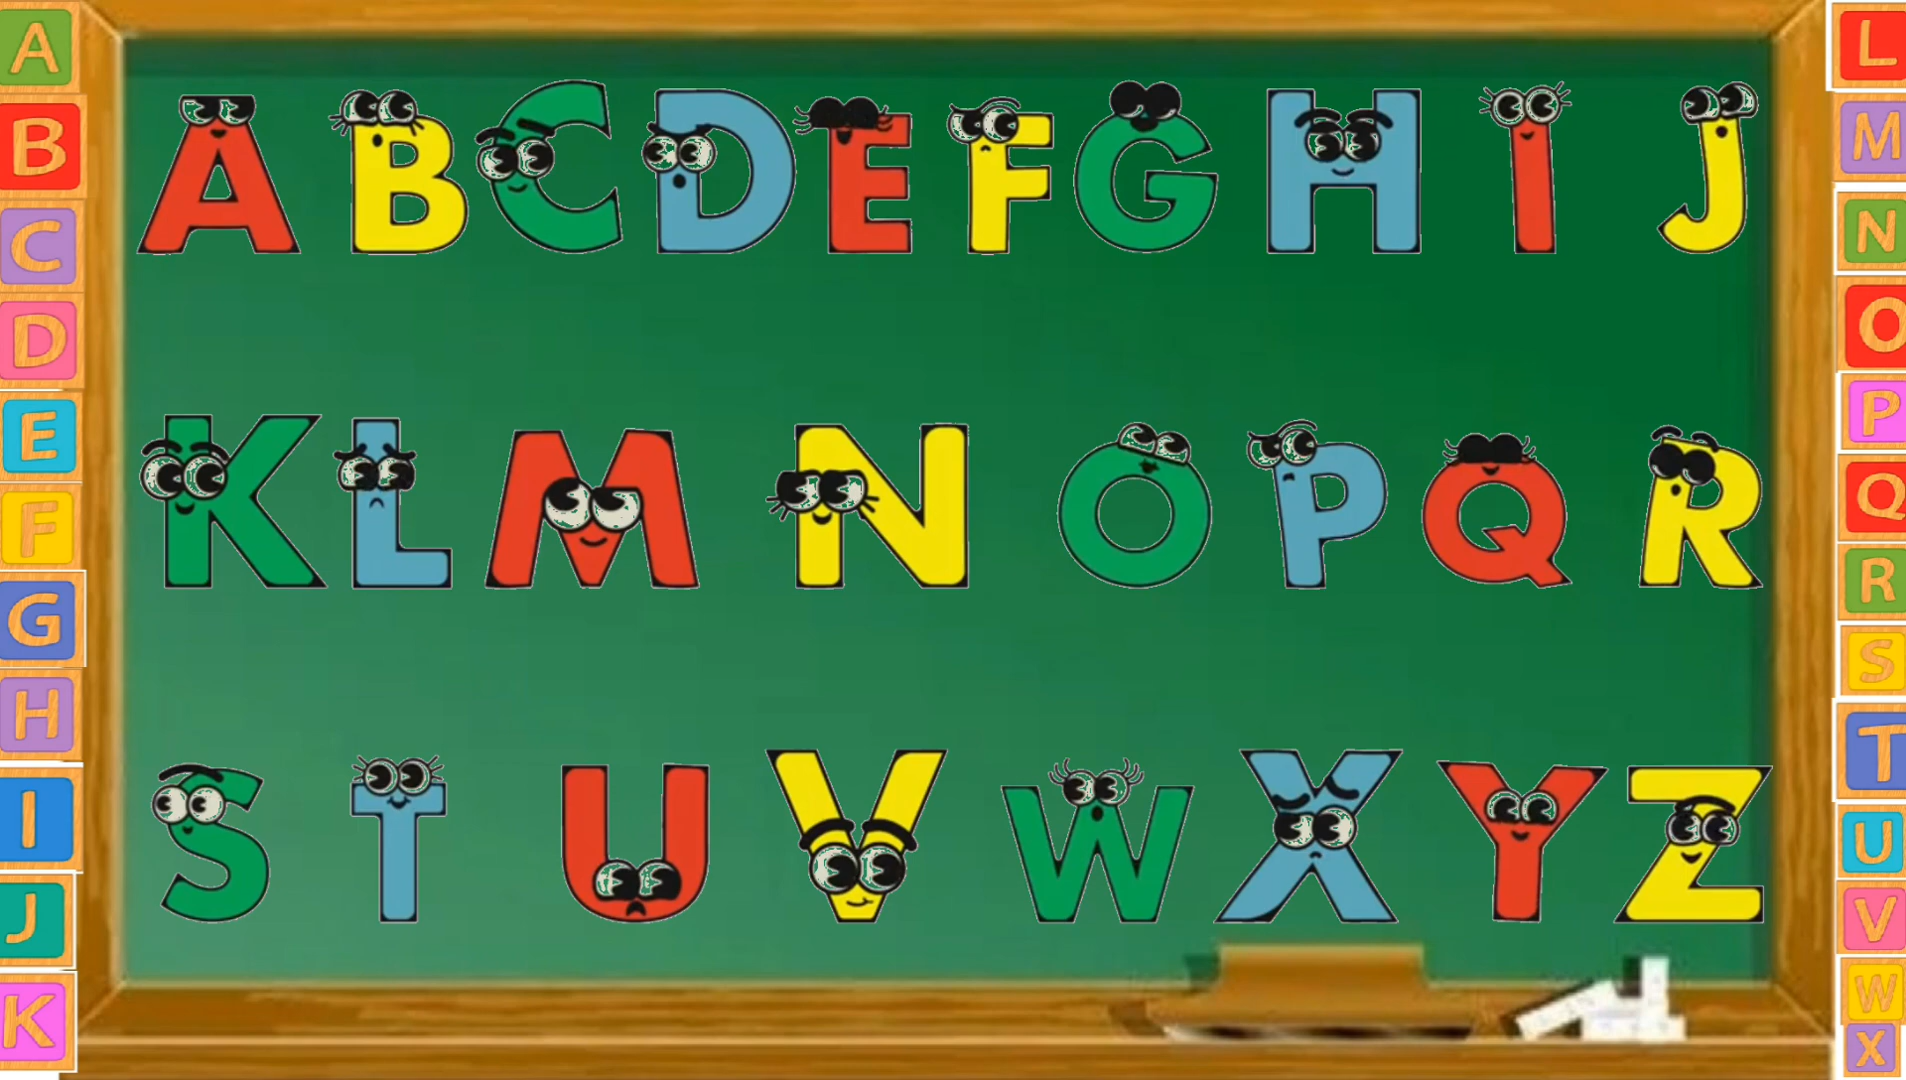 A B C D E F G H I J
K L M N O P Q R
S T U V W X Y Z
A
B
C
D
E
F
G
H
I
J
K
L
M
N
O
P
Q
R
S
T
U
V
W
X